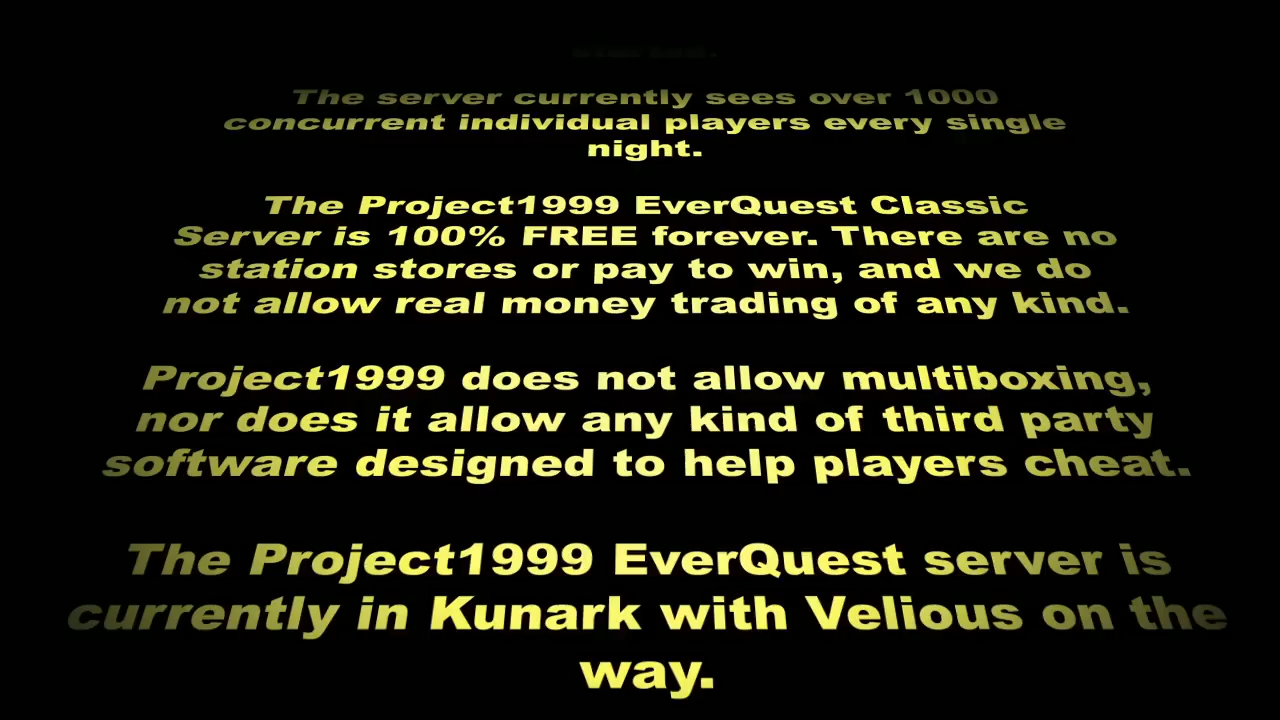 The server currently sees over 1000
concurrent individual players every single
night.
The Project1999 EverQuest Classic
Server is 100% FREE forever. There are no
station stores or pay to win, and we do
not allow real money trading of any kind.
Project1999 does not allow multiboxing,
nor does it allow any kind of third party
software designed to help players cheat.
The Project1999 EverQuest server is
currently in Kunark with Velious on the
way.